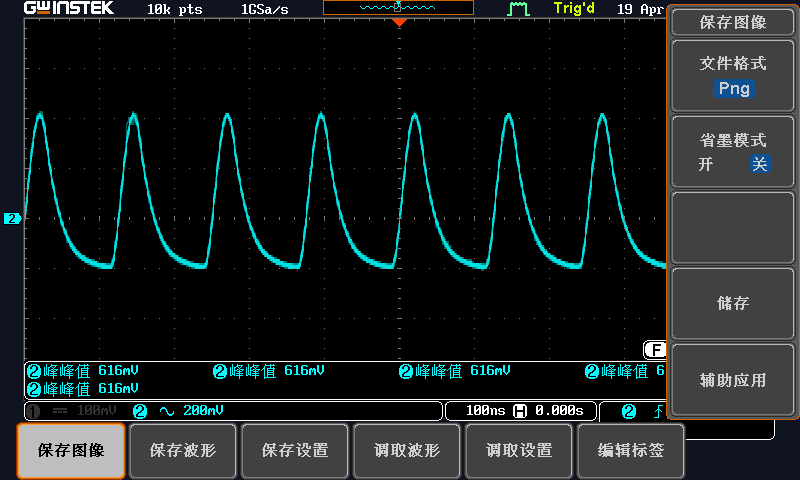 GWINSTEK 10k pts 1GSa/s Trig'd 19 Apr
保存图像
文件格式
Png
省墨模式
开 关
2
储存
F
2峰峰值 616mV 2峰峰值 616mV 2峰峰值 616mV 2峰峰值 6
2峰峰值 616mV
辅助应用
1 100mV 2 200mV 100ns H 0.000s 2
保存图像 保存波形 保存设置 调取波形 调取设置 编辑标签